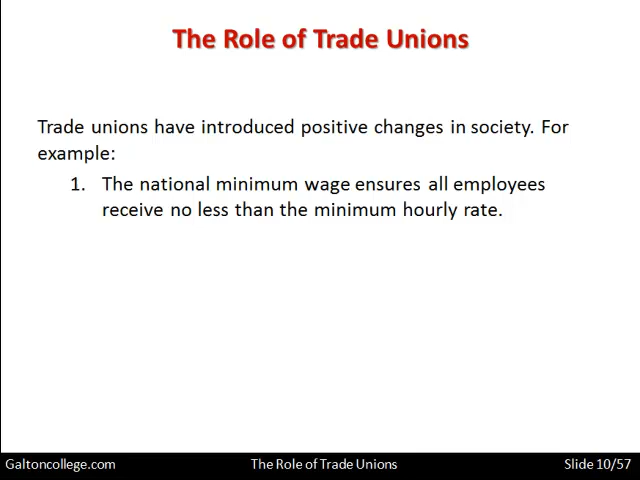 The Role of Trade Unions
Trade unions have introduced positive changes in society. For
example:
1. The national minimum wage ensures all employees
receive no less than the minimum hourly rate.
Galtoncollege.com The Role of Trade Unions Slide 10/57